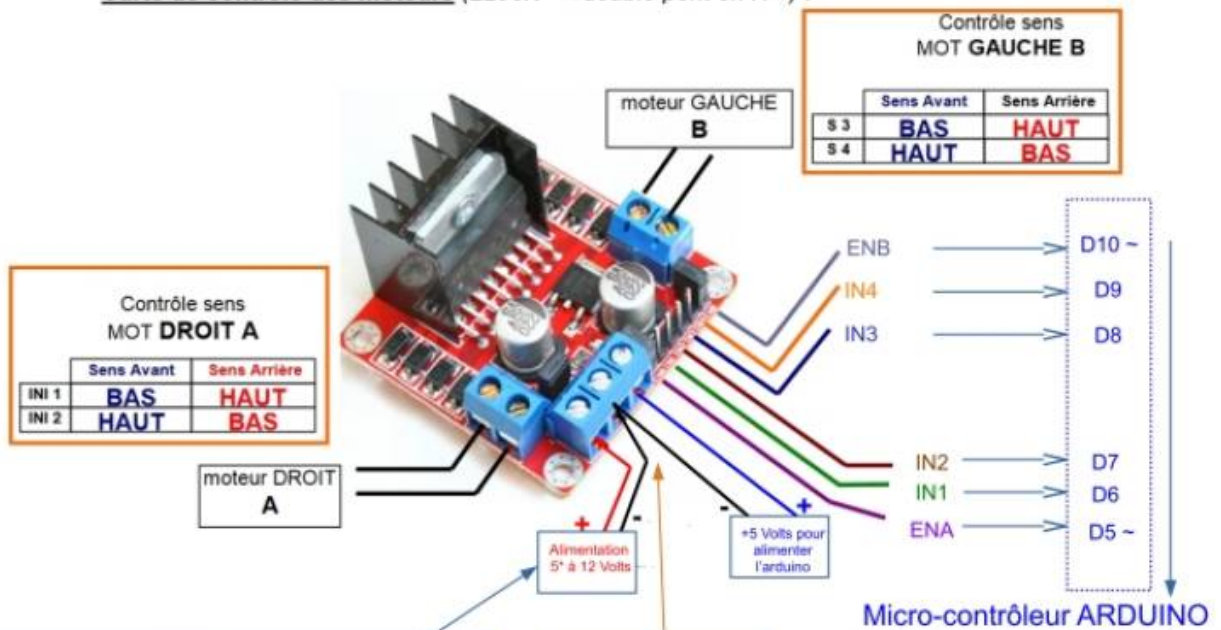 Contrôle sens
MOT GAUCHE B
Sens Avant Sens Arrière
S 3 BAS HAUT
S 4 HAUT BAS
moteur GAUCHE
B
ENB D10 ~
IN4 D9
IN3 D8
Contrôle sens
MOT DROIT A
Sens Avant Sens Arrière
INI 1 BAS HAUT
INI 2 HAUT BAS
moteur DROIT
A
IN2 D7
IN1 D6
ENA D5 ~
+ -
Alimentation
5* à 12 Volts
- +
+5 Volts pour
alimenter
l'arduino
Micro-contrôleur ARDUINO